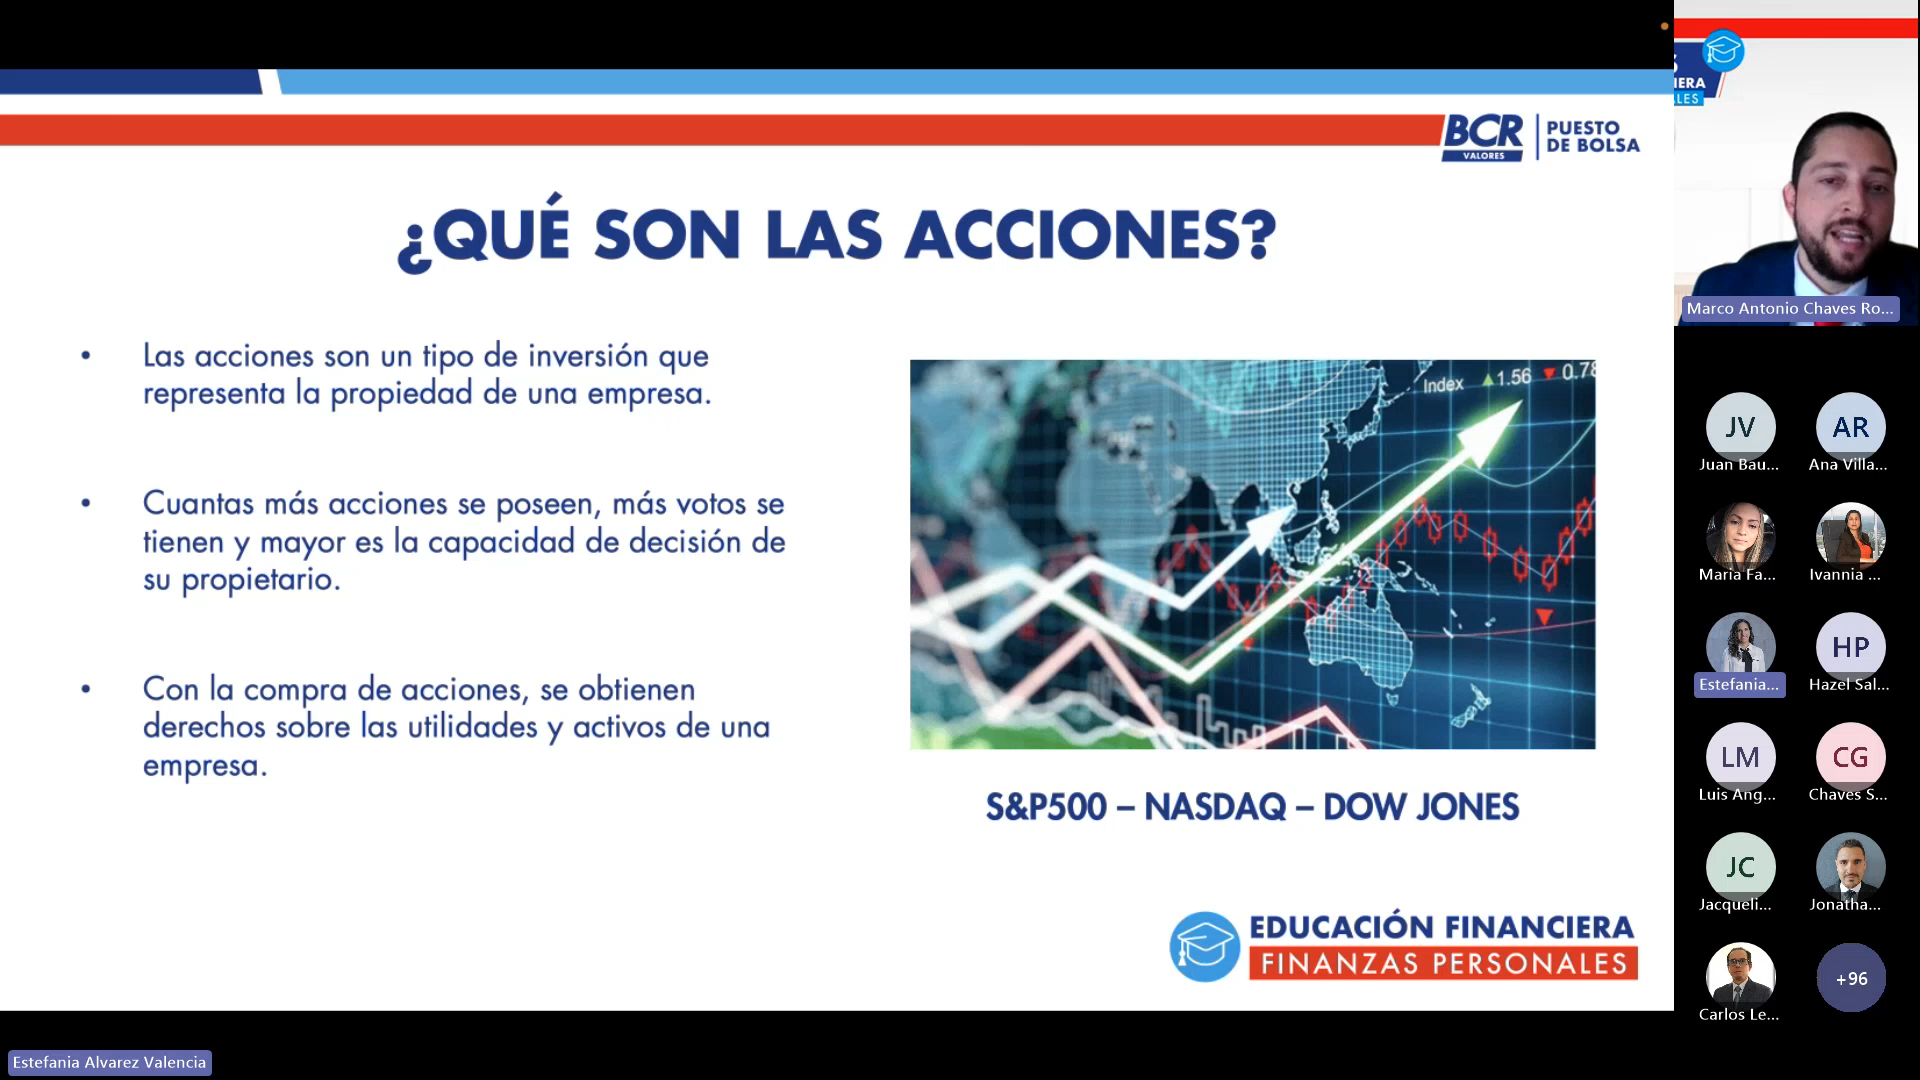 BCR
VALORES
PUESTO
DE BOLSA
¿QUÉ SON LAS ACCIONES?
• Las acciones son un tipo de inversión que
representa la propiedad de una empresa.
• Cuantas más acciones se poseen, más votos se
tienen y mayor es la capacidad de decisión de
su propietario.
• Con la compra de acciones, se obtienen
derechos sobre las utilidades y activos de una
empresa.
Index ▲1.56 ▼0.78
S&P500 – NASDAQ – DOW JONES
EDUCACIÓN FINANCIERA
FINANZAS PERSONALES
Estefania Alvarez Valencia
Marco Antonio Chaves Ro...
JV
Juan Bau...
AR
Ana Villa...
Maria Fa...
Ivannia ...
Estefania...
HP
Hazel Sal...
LM
Luis Ang...
CG
Chaves S...
JC
Jacqueli...
Jonatha...
Carlos Le...
+96